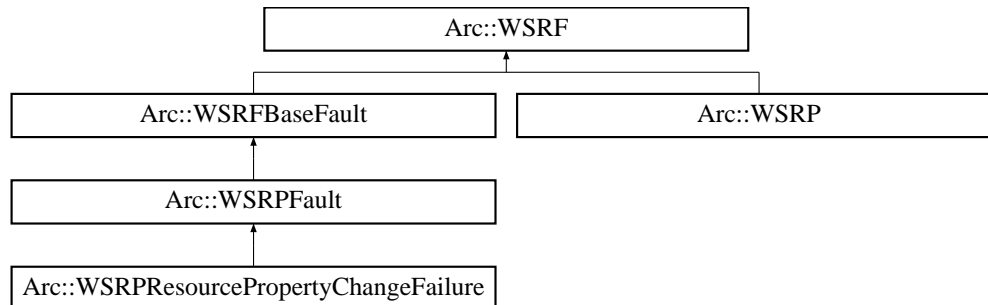 Arc::WSRF
Arc::WSRFBaseFault
Arc::WSRP
Arc::WSRPFault
Arc::WSRPResourcePropertyChangeFailure